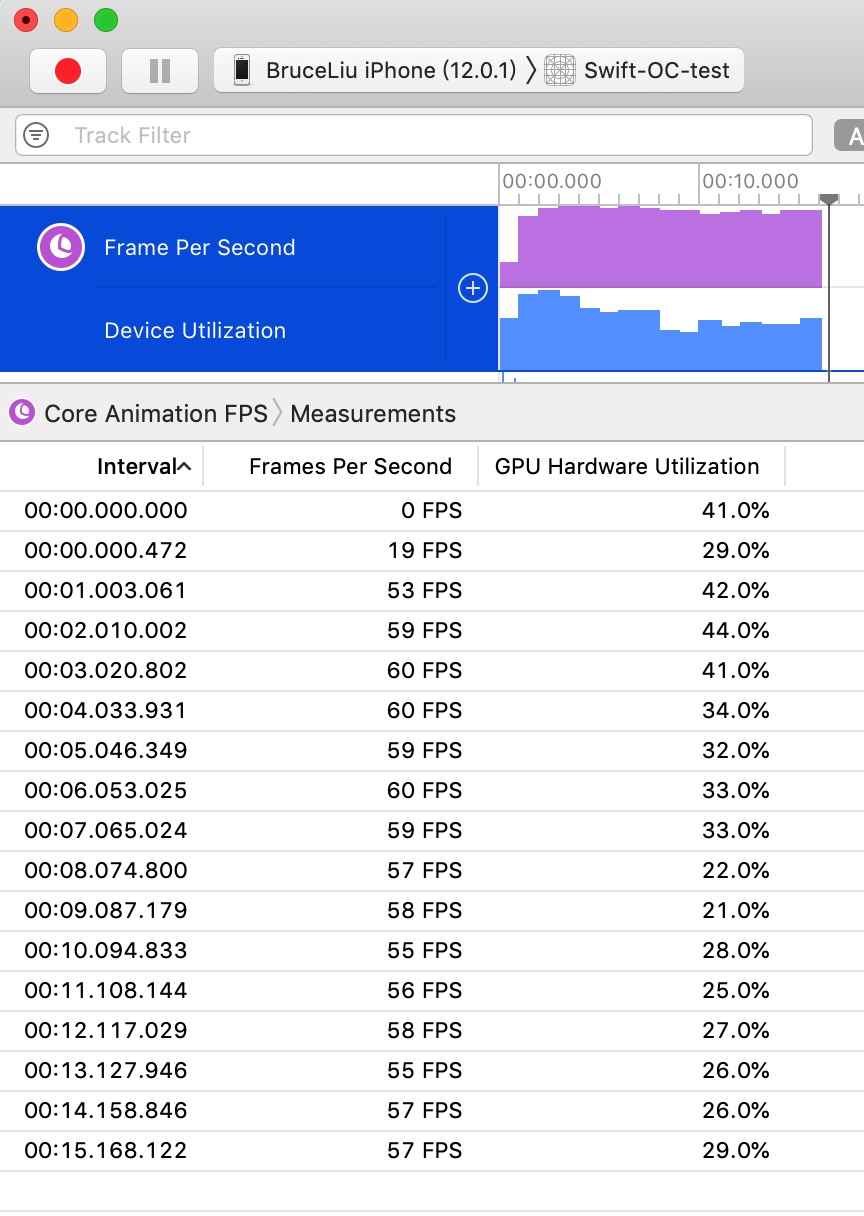 BruceLiu iPhone (12.0.1) 〉 Swift-OC-test
Track Filter
A
00:00.000 00:10.000
Frame Per Second
Device Utilization
Core Animation FPS 〉 Measurements
Interval Frames Per Second GPU Hardware Utilization
00:00.000.000 0 FPS 41.0%
00:00.000.472 19 FPS 29.0%
00:01.003.061 53 FPS 42.0%
00:02.010.002 59 FPS 44.0%
00:03.020.802 60 FPS 41.0%
00:04.033.931 60 FPS 34.0%
00:05.046.349 59 FPS 32.0%
00:06.053.025 60 FPS 33.0%
00:07.065.024 59 FPS 33.0%
00:08.074.800 57 FPS 22.0%
00:09.087.179 58 FPS 21.0%
00:10.094.833 55 FPS 28.0%
00:11.108.144 56 FPS 25.0%
00:12.117.029 58 FPS 27.0%
00:13.127.946 55 FPS 26.0%
00:14.158.846 57 FPS 26.0%
00:15.168.122 57 FPS 29.0%